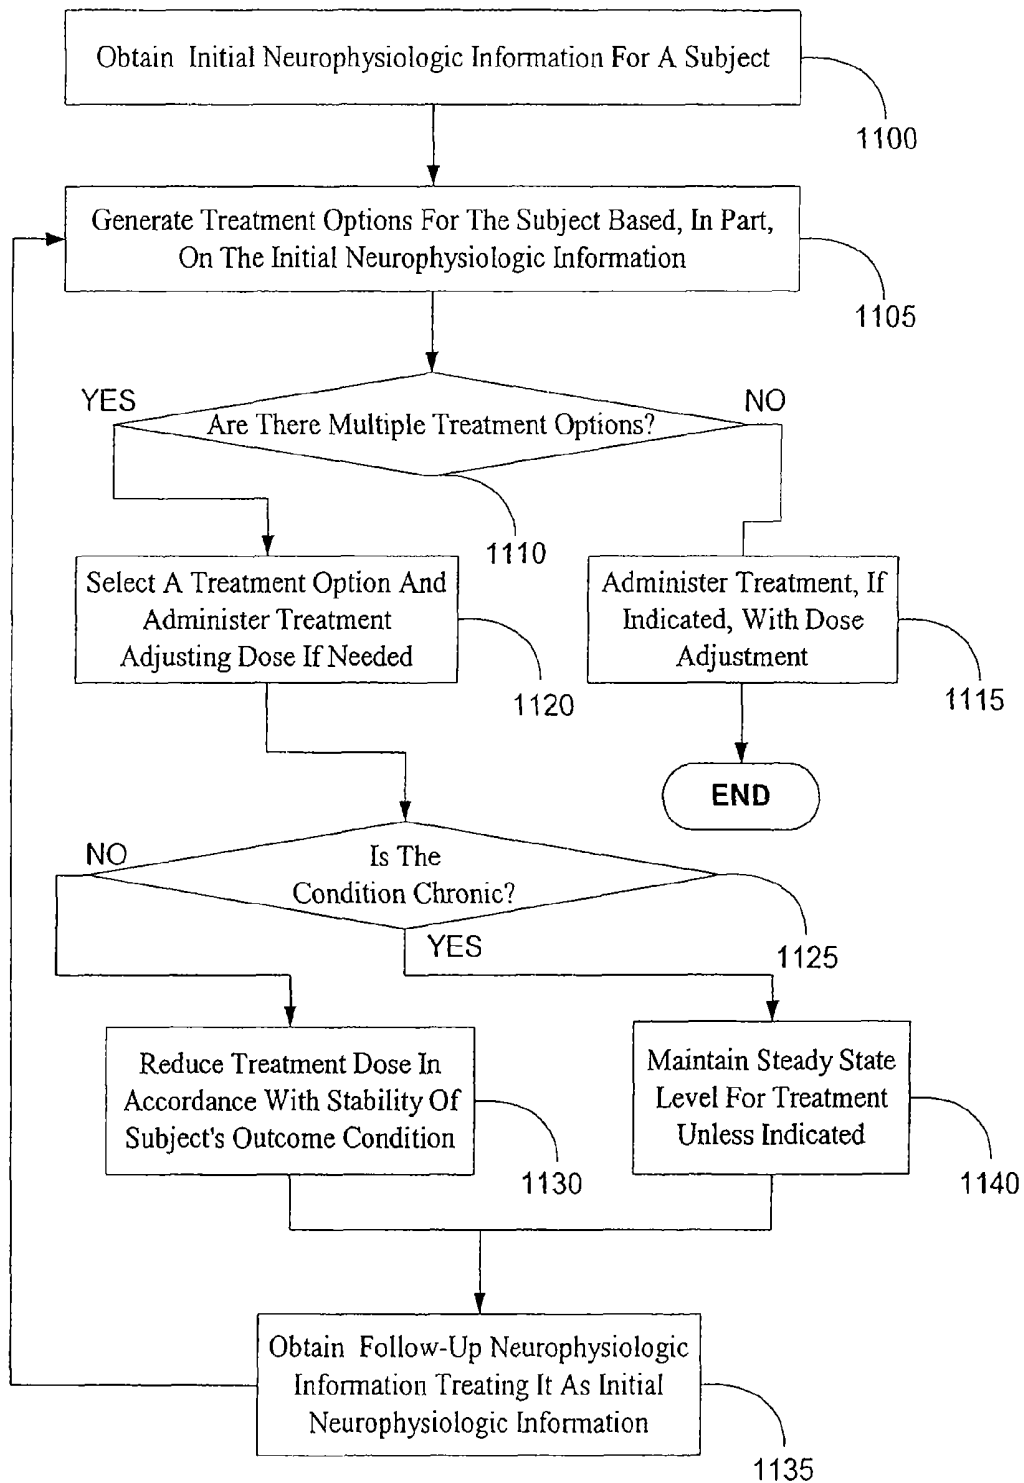 Obtain Initial Neurophysiologic Information For A Subject
1100
Generate Treatment Options For The Subject Based, In Part,
On The Initial Neurophysiologic Information
1105
YES
NO
Are There Multiple Treatment Options?
1110
Select A Treatment Option And
Administer Treatment
Adjusting Dose If Needed
1120
Administer Treatment, If
Indicated, With Dose
Adjustment
1115
END
NO
Is The
Condition Chronic?
YES
1125
Reduce Treatment Dose In
Accordance With Stability Of
Subject's Outcome Condition
1130
Maintain Steady State
Level For Treatment
Unless Indicated
1140
Obtain Follow-Up Neurophysiologic
Information Treating It As Initial
Neurophysiologic Information
1135